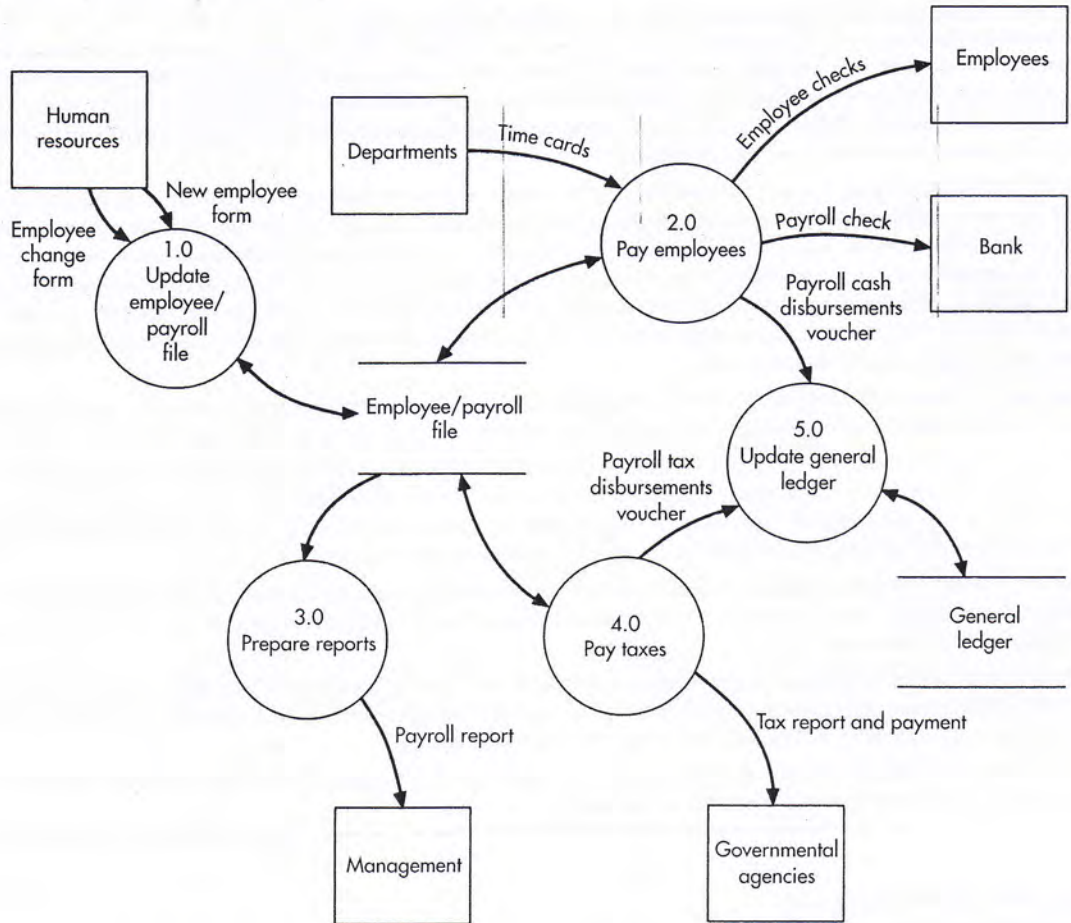 Human
resources
Departments
Time cards
Employee checks
Employees
New employee
form
Employee
change
form
1.0
Update
employee/
payroll
file
2.0
Pay employees
Payroll check
Bank
Payroll cash
disbursements
voucher
Employee/payroll
file
Payroll tax
disbursements
voucher
5.0
Update general
ledger
3.0
Prepare reports
4.0
Pay taxes
General
ledger
Payroll report
Tax report and payment
Management
Governmental
agencies